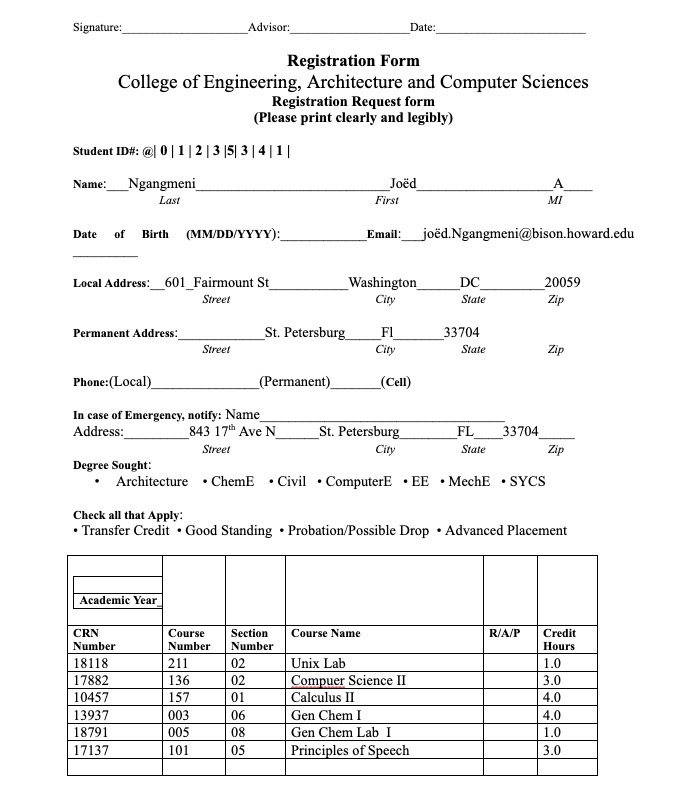 Signature:____________________Advisor:____________________Date:________________________
Registration Form
College of Engineering, Architecture and Computer Sciences
Registration Request form
(Please print clearly and legibly)
Student ID#: @| 0 | 1 | 2 | 3 |5| 3 | 4 | 1 |
Name:___Ngangmeni___________________________Joëd___________________A____
Last First MI
Date of Birth (MM/DD/YYYY):____________Email:___joëd.Ngangmeni@bison.howard.edu
_________
Local Address:__601_Fairmount St___________Washington______DC_________20059
Street City State Zip
Permanent Address:____________St. Petersburg_____Fl_______33704
Street City State Zip
Phone:(Local)_______________(Permanent)_______(Cell)
In case of Emergency, notify: Name__________________________________
Address:_________843 17th Ave N______St. Petersburg________FL____33704_____
Street City State Zip
Degree Sought:
• Architecture • ChemE • Civil • ComputerE • EE • MechE • SYCS
Check all that Apply:
• Transfer Credit • Good Standing • Probation/Possible Drop • Advanced Placement
Academic Year_
CRN Number Course Number Section Number Course Name R/A/P Credit Hours
18118 211 02 Unix Lab 1.0
17882 136 02 Compuer Science II 3.0
10457 157 01 Calculus II 4.0
13937 003 06 Gen Chem I 4.0
18791 005 08 Gen Chem Lab I 1.0
17137 101 05 Principles of Speech 3.0